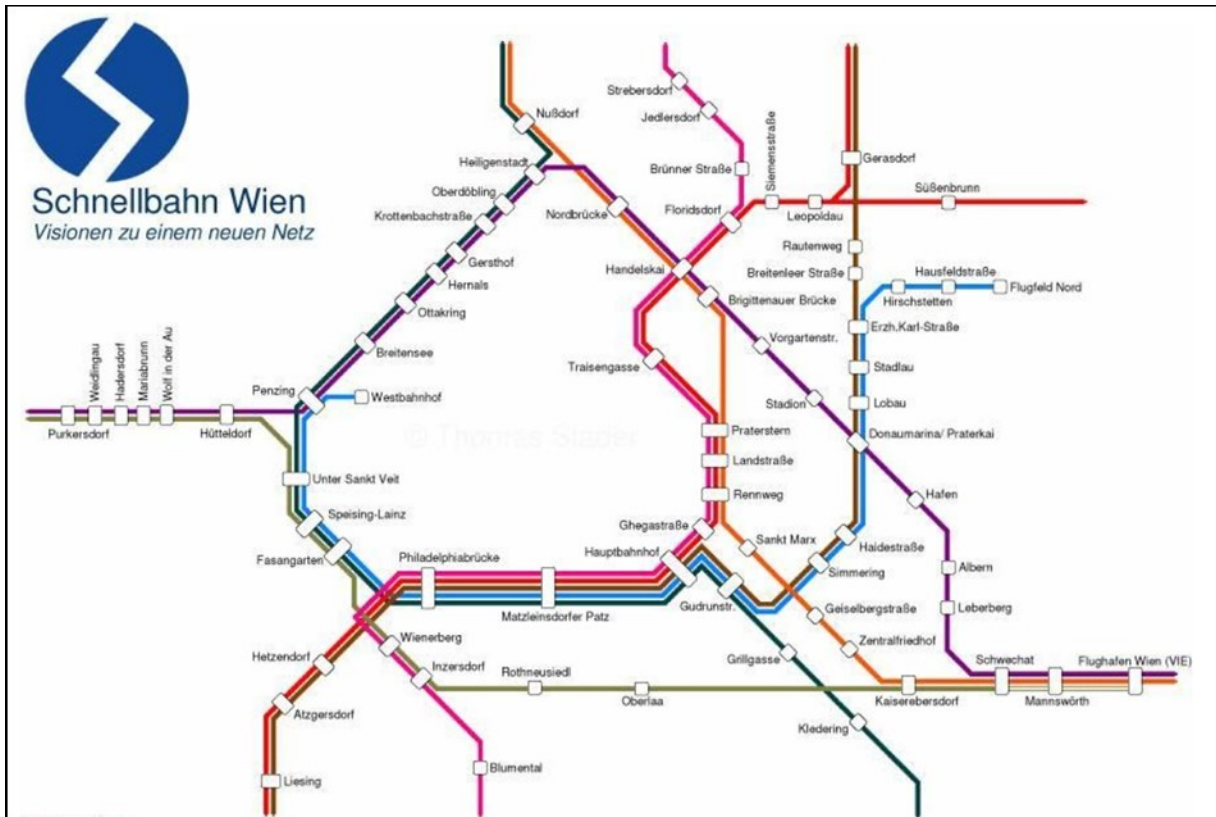 Schnellbahn Wien
Visionen zu einem neuen Netz
Strebersdorf
Jedlersdorf
Nußdorf
Brünner Straße
Siemensstraße
Gerasdorf
Heiligenstadt
Oberdöbling
Krottenbachstraße
Nordbrücke
Floridsdorf
Leopoldau
Süßenbrunn
Gersthof
Hernals
Ottakring
Breitensee
Handelskai
Rautenweg
Breitenleer Straße
Hausfeldstraße
Hirschstetten
Flugfeld Nord
Brigittenauer Brücke
Erzh.Karl-Straße
Vorgartenstr.
Traisengasse
Stadlau
Weidlingau
Hadersdorf
Mariabrunn
Wolf in der Au
Penzing
Westbahnhof
Stadion
Lobau
Purkersdorf
Hütteldorf
© Thomas Stader
Praterstern
Donaumarina/ Praterkai
Landstraße
Unter Sankt Veit
Rennweg
Hafen
Speising-Lainz
Ghegastraße
Sankt Marx
Haidestraße
Fasangarten
Philadelphiabrücke
Hauptbahnhof
Simmering
Albern
Matzleinsdorfer Patz
Gudrunstr.
Geiselbergstraße
Leberberg
Wienerberg
Zentralfriedhof
Hetzendorf
Inzersdorf
Rothneusiedl
Grillgasse
Schwechat
Flughafen Wien (VIE)
Oberlaa
Kaiserebersdorf
Mannswörth
Atzgersdorf
Kledering
Liesing
Blumental